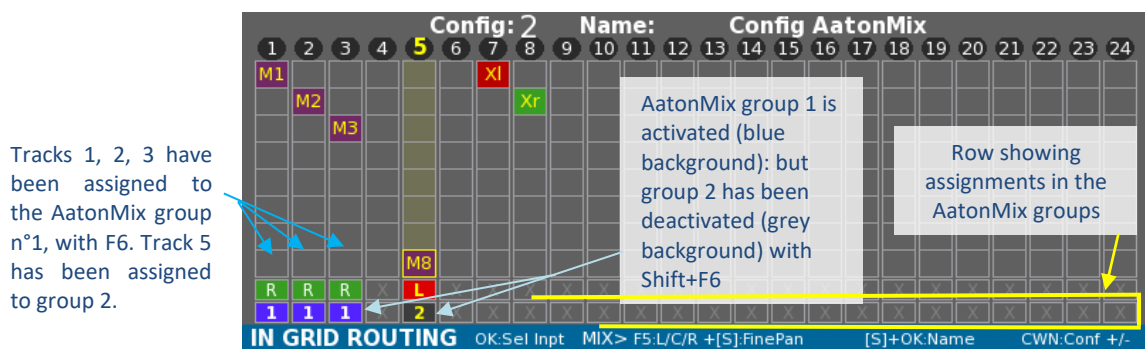 Config: 2 Name: Config AatonMix
1 2 3 4 5 6 7 8 9 10 11 12 13 14 15 16 17 18 19 20 21 22 23 24
M1 Xl
M2 Xr
M3
M8
R R R X L X X X X X X X X
1 1 1 X 2 X X X X X X X X X X X X X X X X X X X
IN GRID ROUTING OK:Sel Inpt MIX> F5:L/C/R +[S]:FinePan [S]+OK:Name CWN:Conf +/-
Tracks 1, 2, 3 have
been assigned to
the AatonMix group
n°1, with F6. Track 5
has been assigned
to group 2.
AatonMix group 1 is
activated (blue
background): but
group 2 has been
deactivated (grey
background) with
Shift+F6
Row showing
assignments in the
AatonMix groups